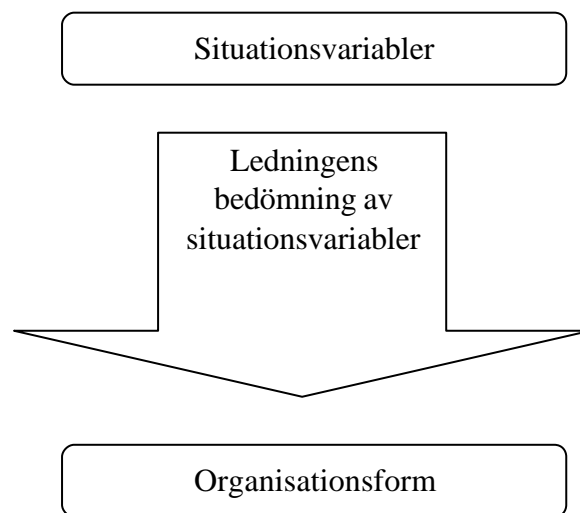 Situationsvariabler
Ledningens
bedömning av
situationsvariabler
Organisationsform